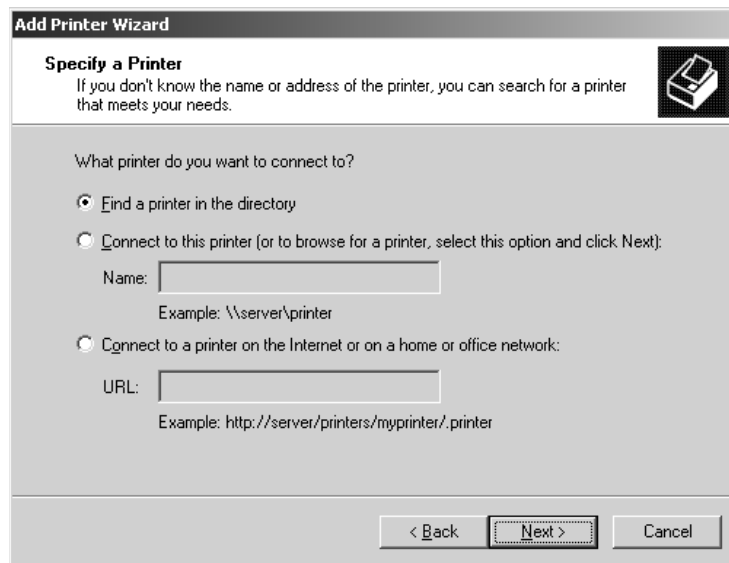 Add Printer Wizard
Specify a Printer
If you don't know the name or address of the printer, you can search for a printer
that meets your needs.
What printer do you want to connect to?
Find a printer in the directory
Connect to this printer (or to browse for a printer, select this option and click Next):
Name:
Example: \\server\printer
Connect to a printer on the Internet or on a home or office network:
URL:
Example: http://server/printers/myprinter/.printer
< Back Next > Cancel